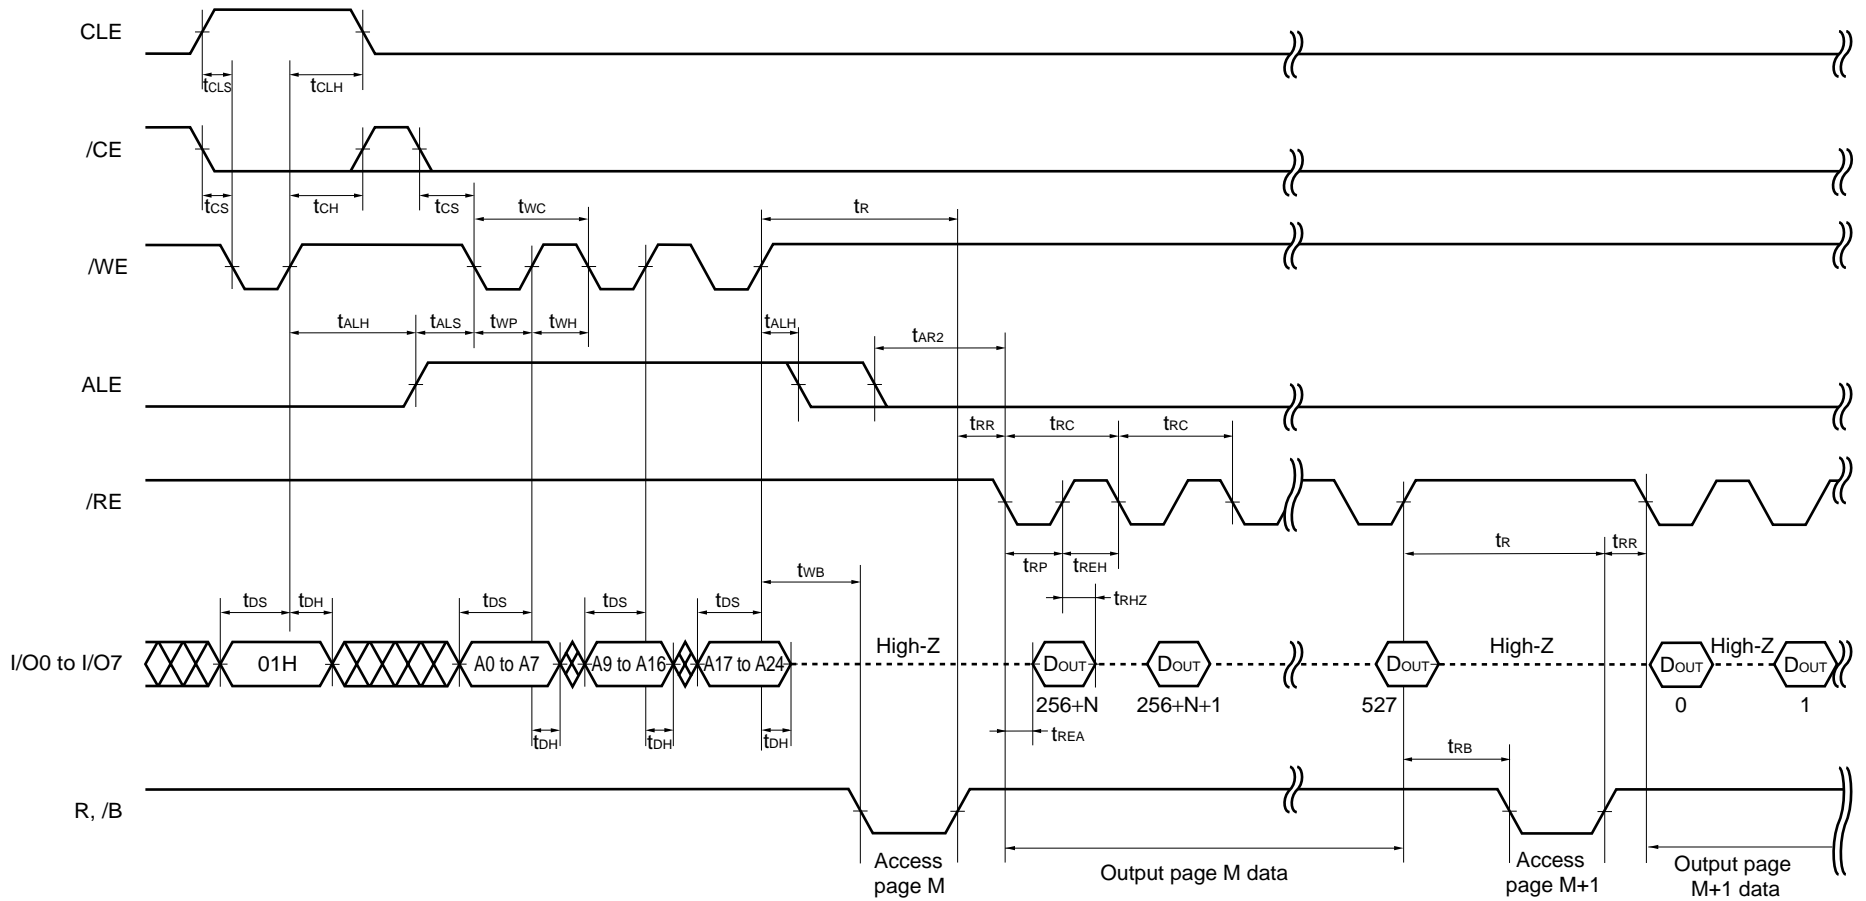 CLE
tCLS
tCLH
/CE
tCS
tCH
tCS
tWC
tR
/WE
tALH
tALS
tWP
tWH
tALH
tAR2
ALE
tRR
tRC
tRC
/RE
tRP
tREH
tR
tRR
tWB
tRHZ
tDS
tDH
tDS
tDS
tDS
I/O0 to I/O7
01H
A0 to A7
A9 to A16
A17 to A24
High-Z
DOUT
DOUT
DOUT
High-Z
DOUT
High-Z
DOUT
256+N
256+N+1
527
0
1
tDH
tDH
tDH
tREA
tRB
R, /B
Access
page M
Output page M data
Access
page M+1
Output page
M+1 data